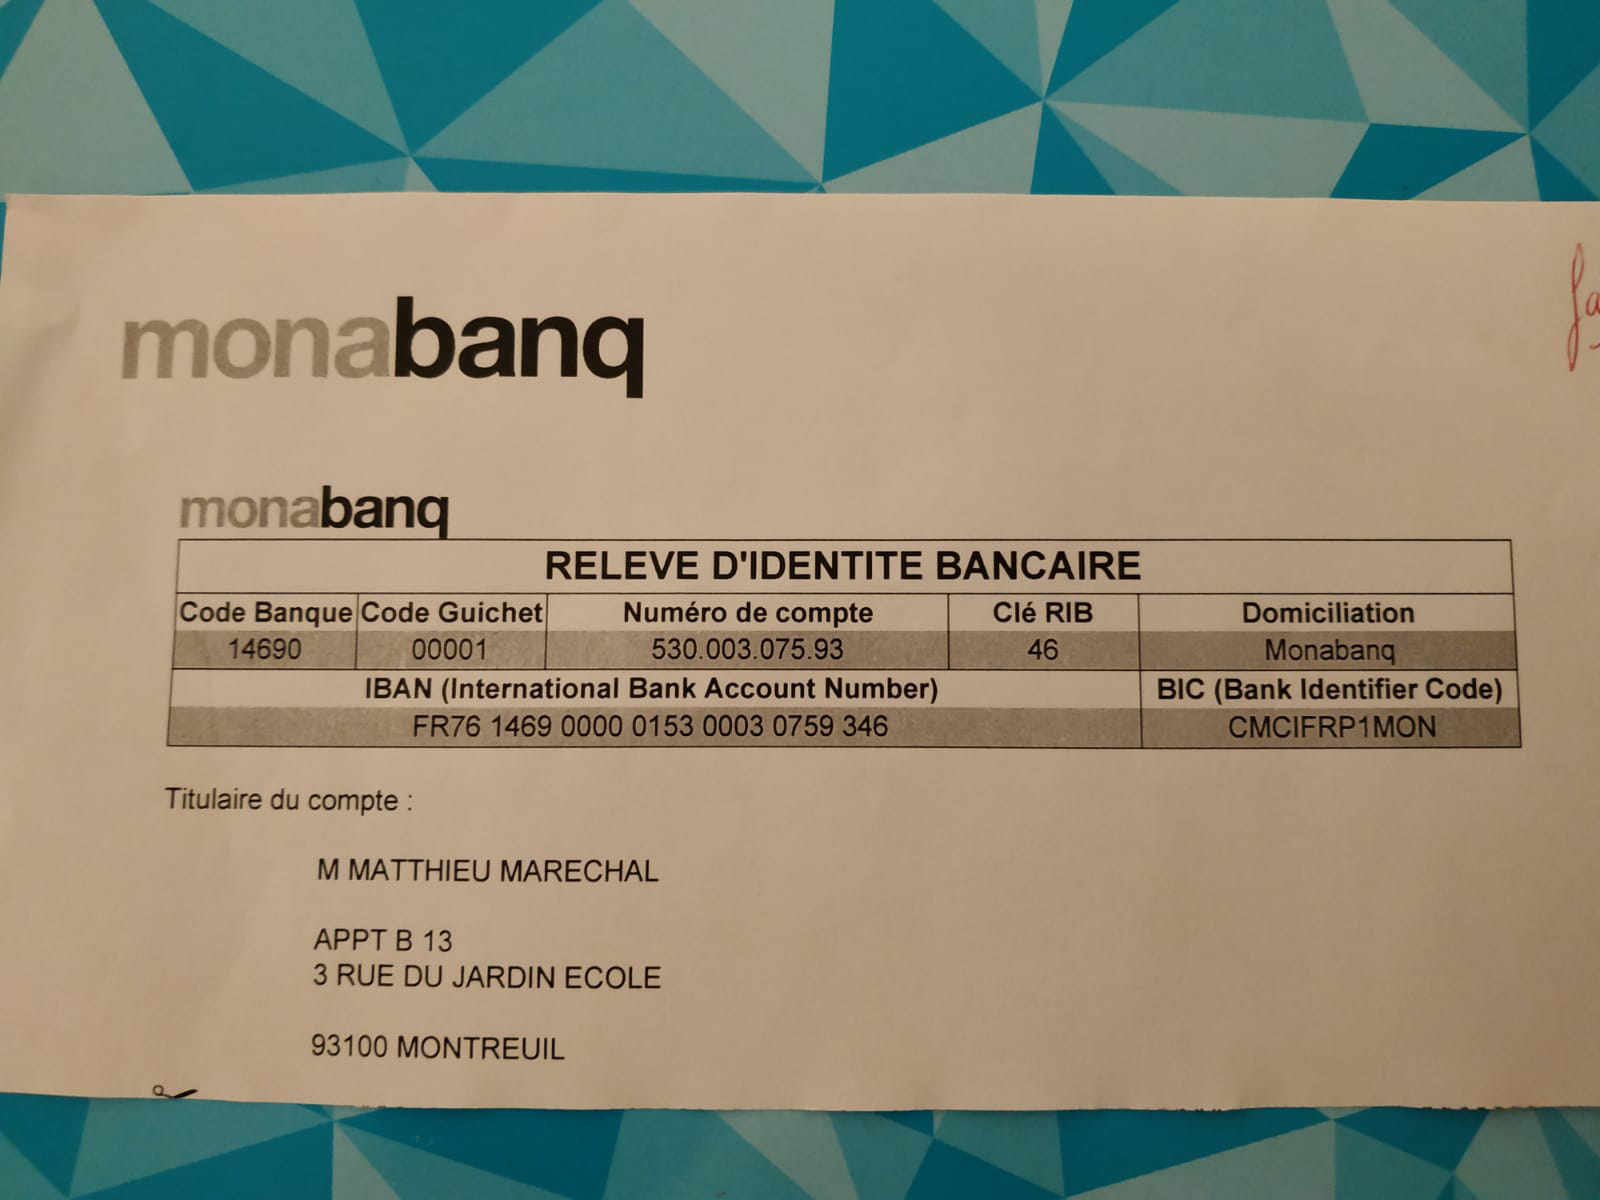 monabanq
monabanq
RELEVE D'IDENTITE BANCAIRE
Code Banque Code Guichet Numéro de compte Clé RIB Domiciliation
14690 00001 530.003.075.93 46 Monabanq
IBAN (International Bank Account Number) BIC (Bank Identifier Code)
FR76 1469 0000 0153 0003 0759 346 CMCIFRP1MON
Titulaire du compte :
M MATTHIEU MARECHAL
APPT B 13
3 RUE DU JARDIN ECOLE
93100 MONTREUIL